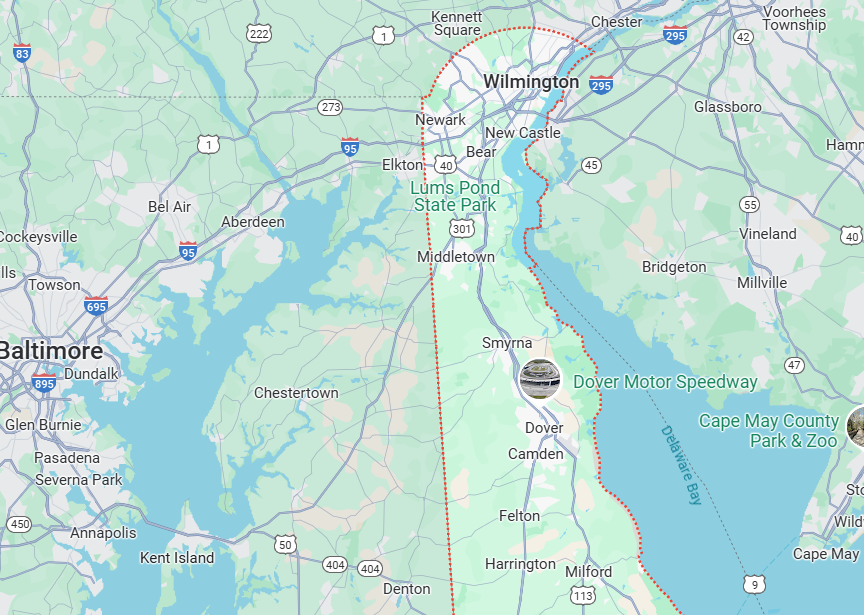 Kennett
Square
Chester
Voorhees
Township
83
222
1
295
42
Wilmington
295
273
Glassboro
Newark
New Castle
1
95
Bear
Elkton
40
45
Hamm
Lums Pond
State Park
Bel Air
55
Aberdeen
301
Vineland
40
Cockeysville
95
Middletown
Bridgeton
lls
Towson
Millville
695
Smyrna
Baltimore
47
Dundalk
895
Dover Motor Speedway
Chestertown
Glen Burnie
Cape May County
Park & Zoo
Dover
Pasadena
Camden
Delaware Bay
Severna Park
Sto
450
Felton
Wildw
Annapolis
50
Kent Island
Cape May
404
404
Harrington
Milford
Denton
9
113